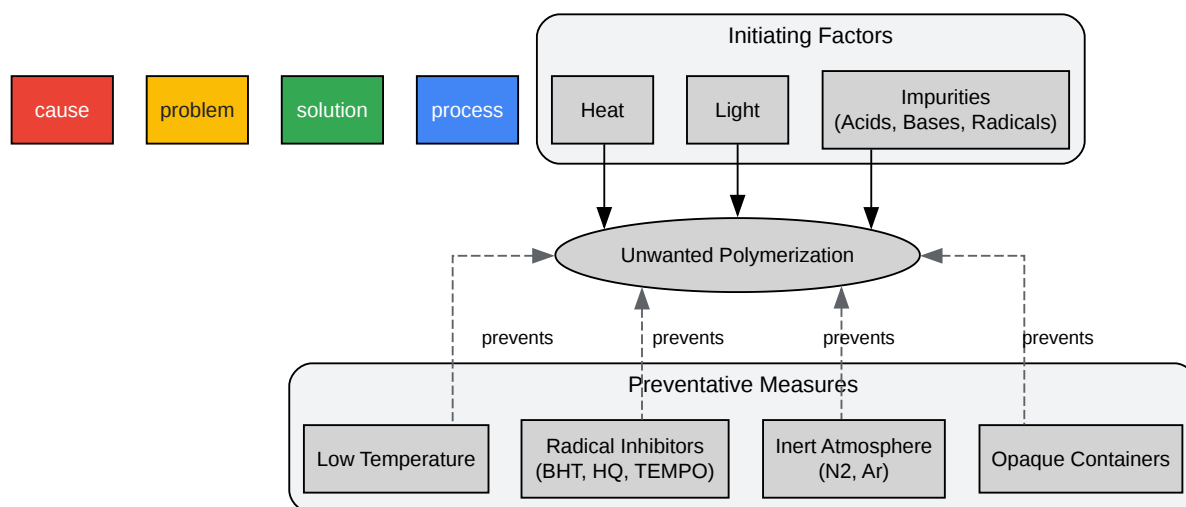 Initiating Factors
cause
problem
solution
process
Heat
Light
Impurities
(Acids, Bases, Radicals)
Unwanted Polymerization
prevents
prevents
prevents
prevents
Preventative Measures
Low Temperature
Radical Inhibitors
(BHT, HQ, TEMPO)
Inert Atmosphere
(N2, Ar)
Opaque Containers